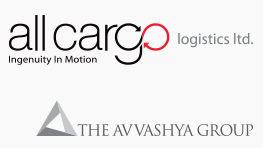 allcargo logistics ltd.
Ingenuity In Motion
THE AVVASHYA GROUP